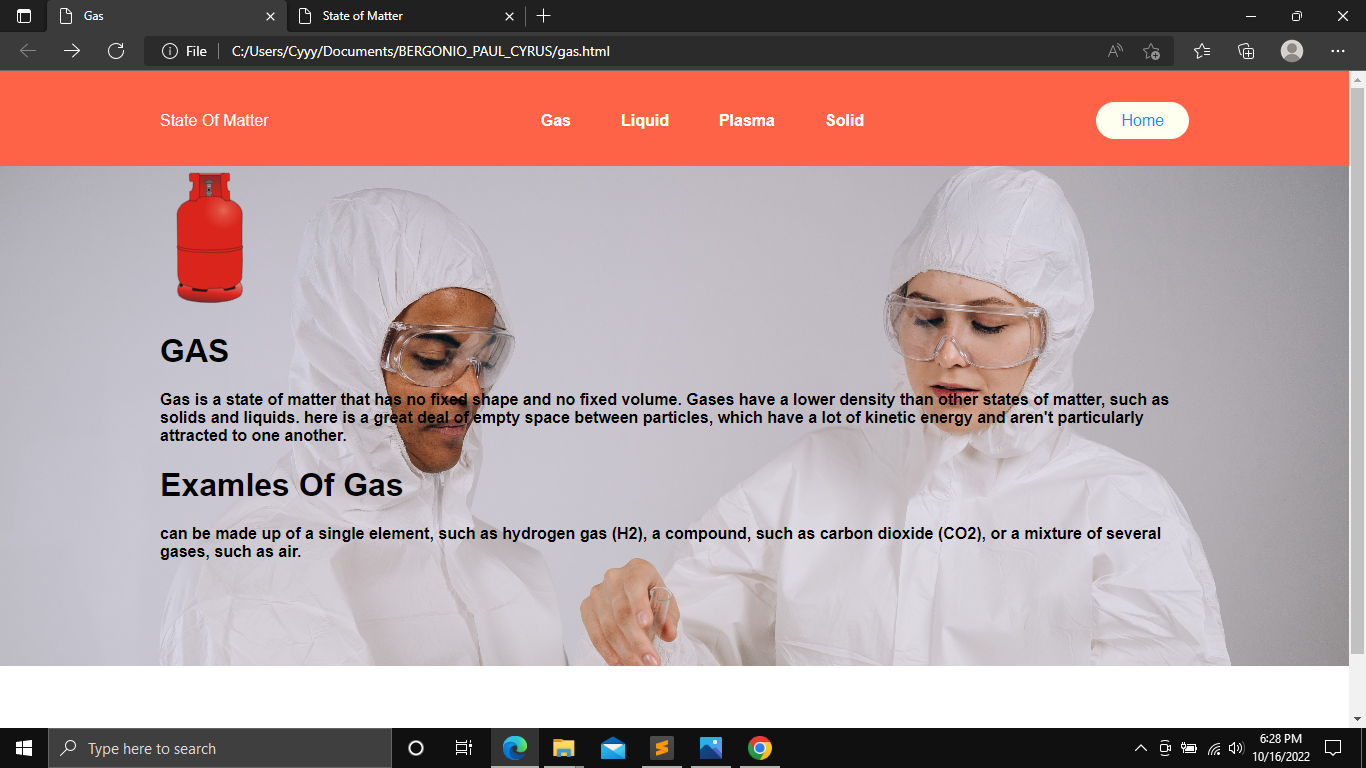 Gas
State of Matter
File
C:/Users/Cyyy/Documents/BERGONIO_PAUL_CYRUS/gas.html
State Of Matter
Gas
Liquid
Plasma
Solid
Home
GAS
Gas is a state of matter that has no fixed shape and no fixed volume. Gases have a lower density than other states of matter, such as
solids and liquids. here is a great deal of empty space between particles, which have a lot of kinetic energy and aren't particularly
attracted to one another.
Examles Of Gas
can be made up of a single element, such as hydrogen gas (H2), a compound, such as carbon dioxide (CO2), or a mixture of several
gases, such as air.
Type here to search
6:28 PM
10/16/2022